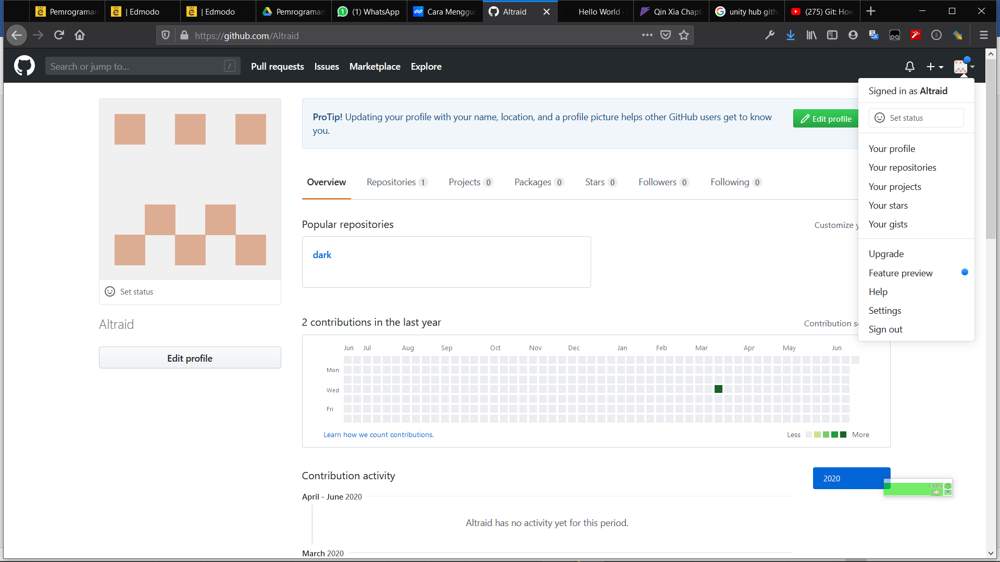 Pemrograman
| Edmodo
| Edmodo
Pemrograman
(1) WhatsApp
Cara Menggun
Altraid
Hello World ·
Qin Xia Chapt
unity hub gith
(275) Git: How
https://github.com/Altraid
Search or jump to...
/
Pull requests
Issues
Marketplace
Explore
Signed in as Altraid
Set status
Your profile
Your repositories
Your projects
Your stars
Your gists
Upgrade
Feature preview
Help
Settings
Sign out
ProTip! Updating your profile with your name, location, and a profile picture helps other GitHub users get to know
you.
Edit profile
Overview
Repositories 1
Projects 0
Packages 0
Stars 0
Followers 0
Following 0
Set status
Altraid
Edit profile
Popular repositories
Customize y
dark
2 contributions in the last year
Contribution se
Jun Jul Aug Sep Oct Nov Dec Jan Feb Mar Apr May Jun
Mon
Wed
Fri
Learn how we count contributions.
Less
More
Contribution activity
2020
5 KB/s
April - June 2020
Altraid has no activity yet for this period.
March 2020